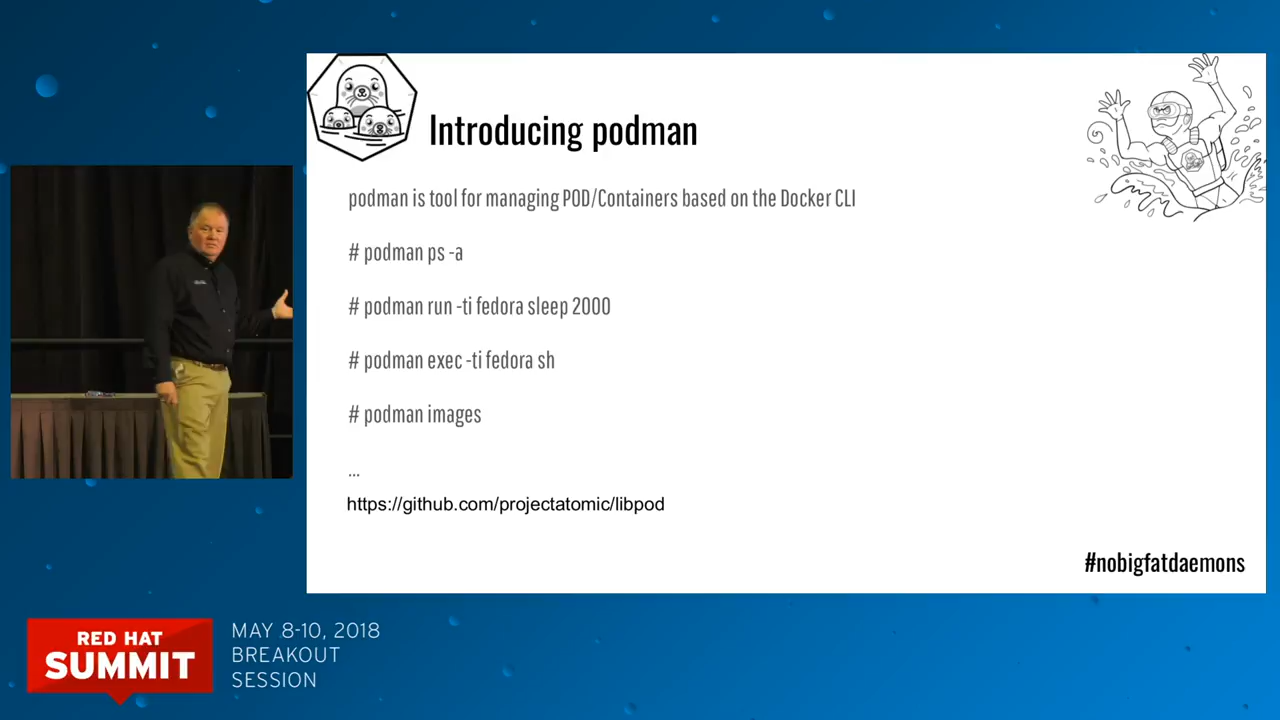 Introducing podman
podman is tool for managing POD/Containers based on the Docker CLI
# podman ps -a
# podman run -ti fedora sleep 2000
# podman exec -ti fedora sh
# podman images
...
https://github.com/projectatomic/libpod
#nobigfatdaemons
RED HAT
SUMMIT
MAY 8-10, 2018
BREAKOUT
SESSION